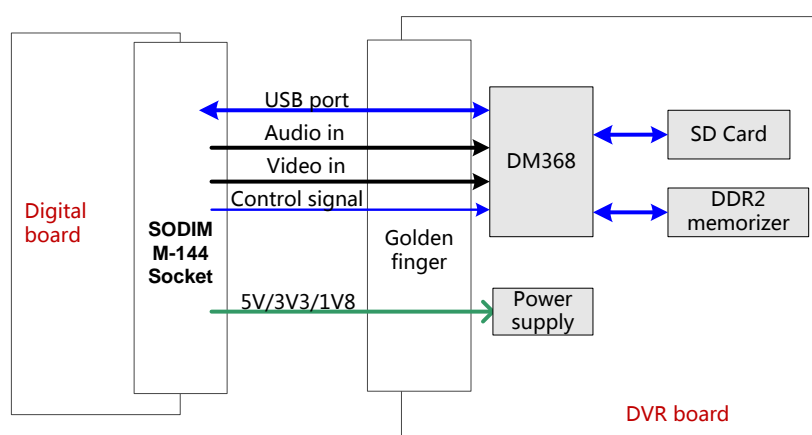 USB port
Audio in
Video in
Control signal
Digital
board
SODIM
M-144
Socket
Golden
finger
5V/3V3/1V8
DM368
SD Card
DDR2
memorizer
Power
supply
DVR board